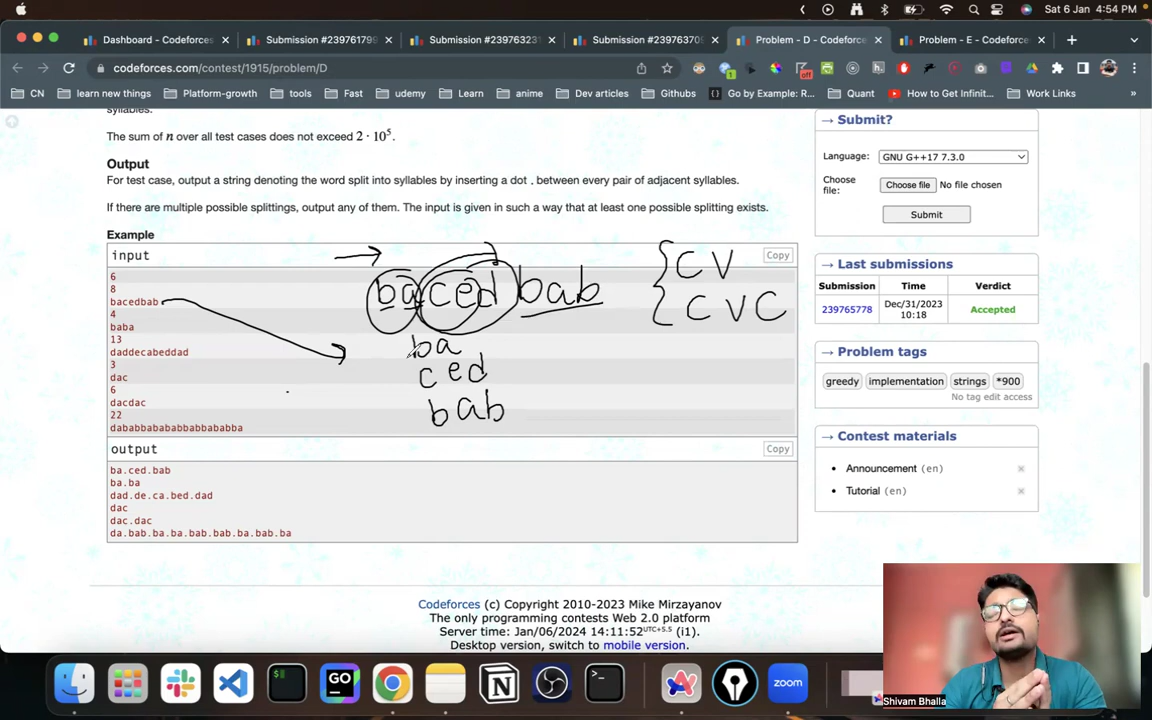 Sat 6 Jan 4:54 PM
Dashboard - Codeforces
Submission #239761799
Submission #239763231
Submission #239763709
Problem - D - Codeforces
Problem - E - Codeforces
codeforces.com/contest/1915/problem/D
CN
learn new things
Platform-growth
tools
Fast
udemy
Learn
anime
Dev articles
Githubs
Go by Example: R...
Quant
How to Get Infinit...
Work Links
syllables.
The sum of n over all test cases does not exceed 2 · 10^5.
Output
For test case, output a string denoting the word split into syllables by inserting a dot . between every pair of adjacent syllables.
If there are multiple possible splittings, output any of them. The input is given in such a way that at least one possible splitting exists.
Example
input
Copy
6
8
bacedbab
4
baba
13
daddecabeddad
3
dac
6
dacdac
22
dababbabababbabbababba
bacedbab
ba
ced
bab
CV
CVC
output
Copy
ba.ced.bab
ba.ba
dad.de.ca.bed.dad
dac
dac.dac
da.bab.ba.ba.bab.bab.ba.bab.ba
→ Submit?
Language:
GNU G++17 7.3.0
Choose file:
Choose file
No file chosen
Submit
→ Last submissions
Submission Time Verdict
239765778 Dec/31/2023 10:18 Accepted
→ Problem tags
greedy implementation strings *900
No tag edit access
→ Contest materials
Announcement (en)
Tutorial (en)
Codeforces (c) Copyright 2010-2023 Mike Mirzayanov
The only programming contests Web 2.0 platform
Server time: Jan/06/2024 14:11:52 UTC+5.5 (i1).
Desktop version, switch to mobile version.
GO
zoom
Shivam Bhalla